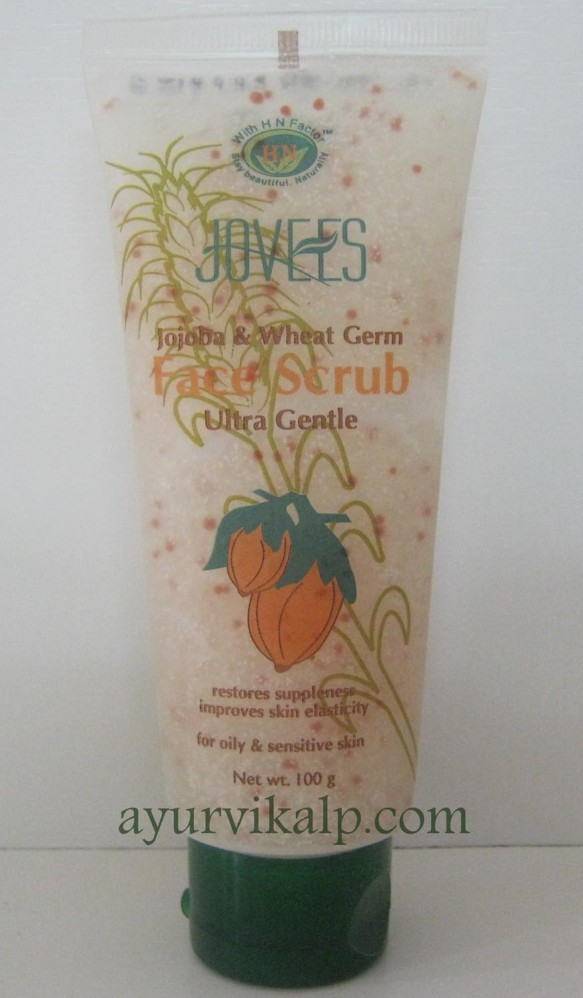 With H N Factor™
HN
Stay beautiful. Naturally
JOVEES
Jojoba & Wheat Germ
Face Scrub
Ultra Gentle
restores suppleness
improves skin elasticity
for oily & sensitive skin
Net wt. 100 g
ayurvikalp.com